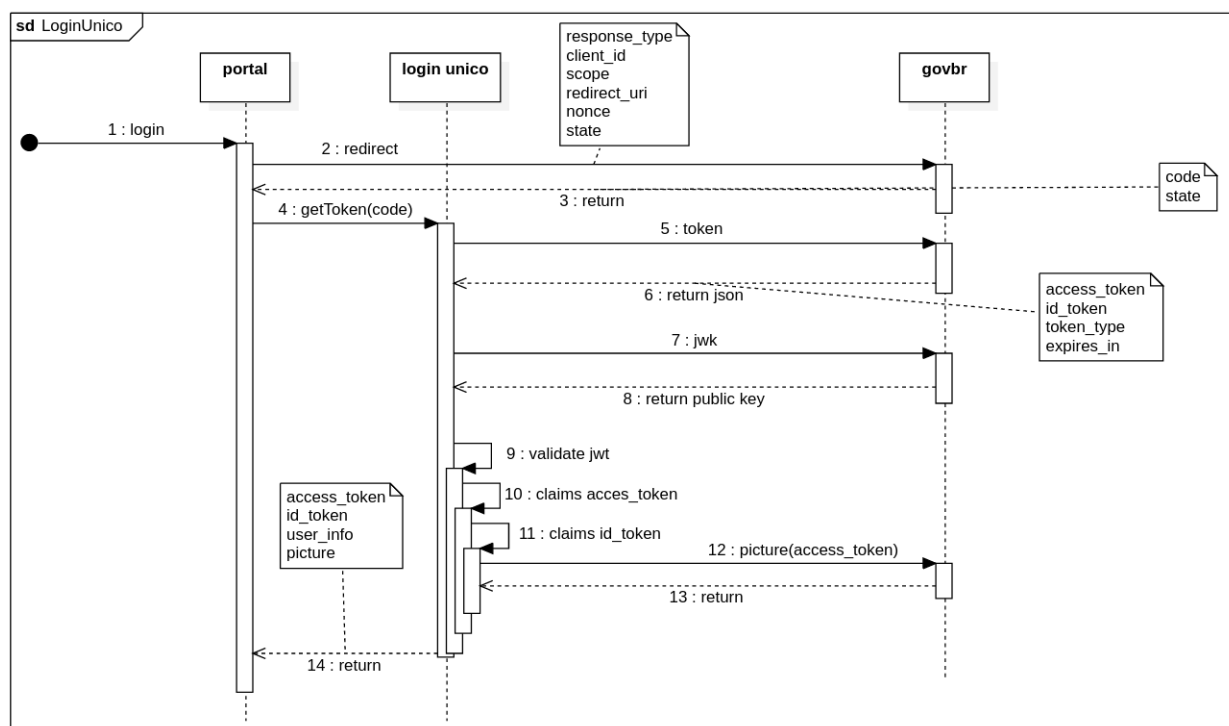 sd LoginUnico
response_type
client_id
scope
redirect_uri
nonce
state
portal
login unico
govbr
1 : login
2 : redirect
code
state
3 : return
4 : getToken(code)
5 : token
6 : return json
access_token
id_token
token_type
expires_in
7 : jwk
8 : return public key
9 : validate jwt
10 : claims acces_token
access_token
id_token
user_info
picture
11 : claims id_token
12 : picture(access_token)
13 : return
14 : return